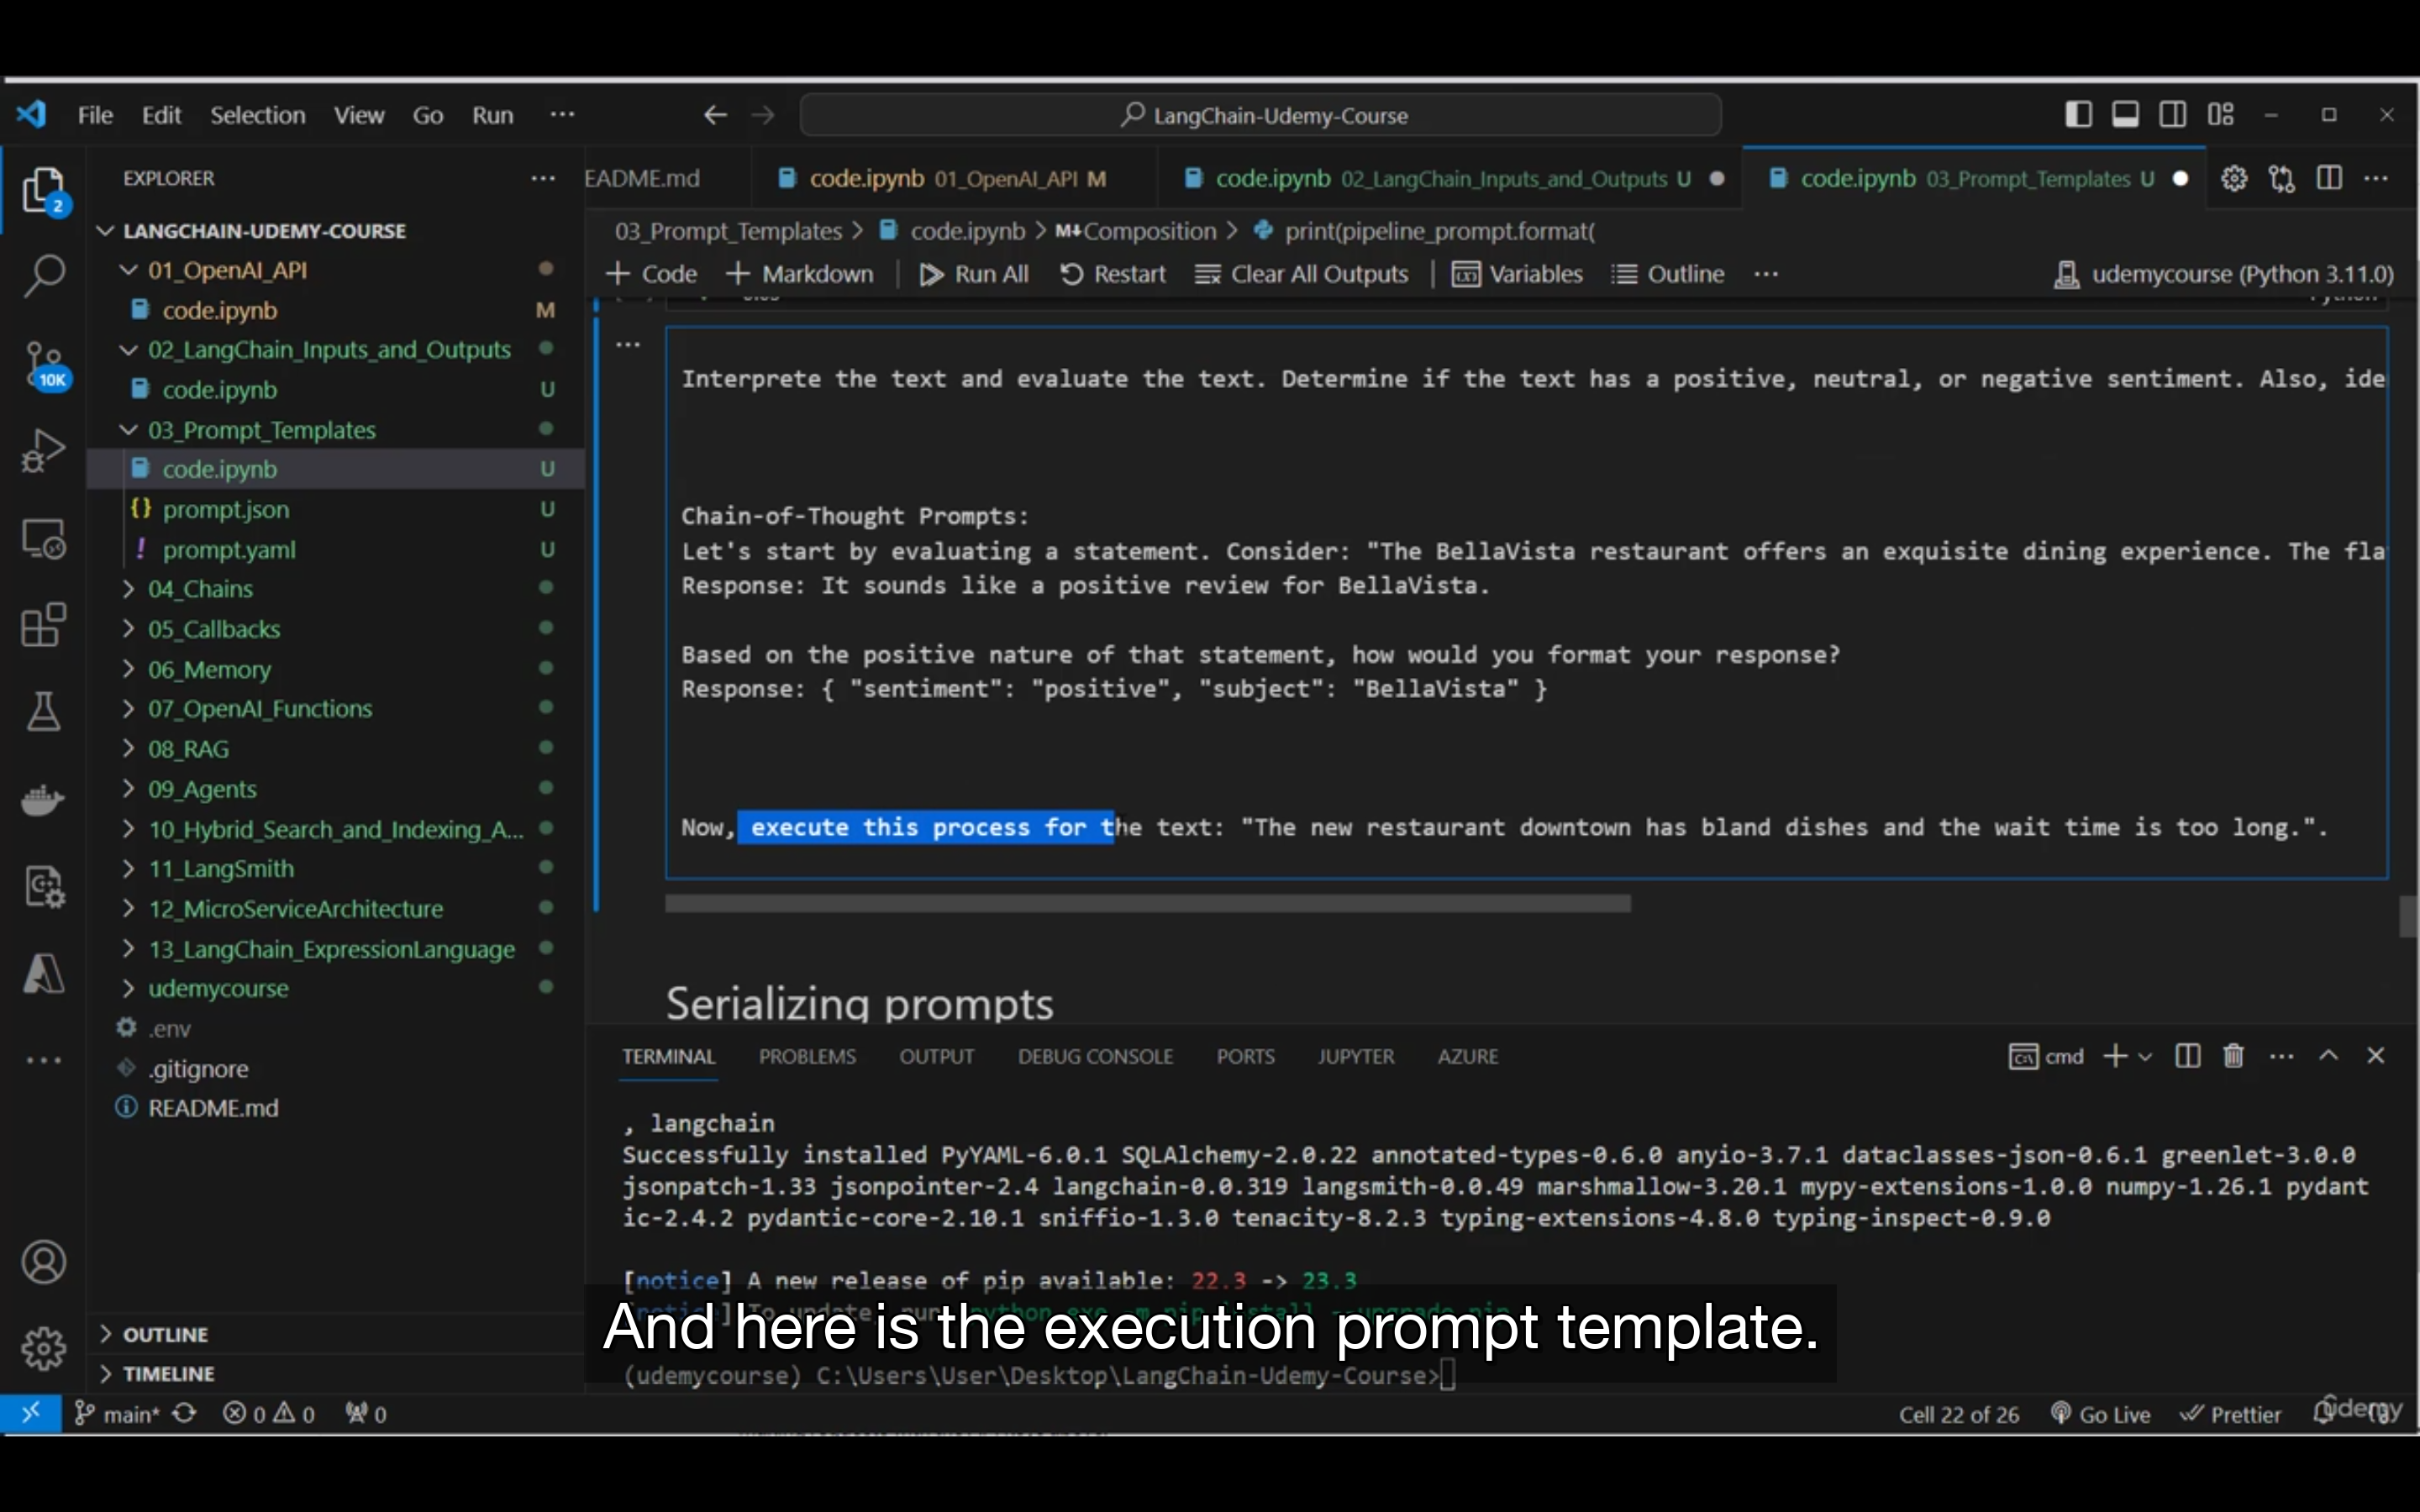 File Edit Selection View Go Run ··· LangChain-Udemy-Course
EXPLORER ···
2
10K
LANGCHAIN-UDEMY-COURSE
01_OpenAI_API
code.ipynb M
02_LangChain_Inputs_and_Outputs
code.ipynb U
03_Prompt_Templates
code.ipynb U
{} prompt.json U
! prompt.yaml U
04_Chains
05_Callbacks
06_Memory
07_OpenAI_Functions
08_RAG
09_Agents
10_Hybrid_Search_and_Indexing_A...
11_LangSmith
12_MicroServiceArchitecture
13_LangChain_ExpressionLanguage
udemycourse
.env
.gitignore
README.md
OUTLINE
TIMELINE
EADME.md code.ipynb 01_OpenAI_API M code.ipynb 02_LangChain_Inputs_and_Outputs U code.ipynb 03_Prompt_Templates U ···
03_Prompt_Templates > code.ipynb > M↓Composition > print(pipeline_prompt.format(
+ Code + Markdown | Run All Restart Clear All Outputs | Variables Outline ··· udemycourse (Python 3.11.0)
Interprete the text and evaluate the text. Determine if the text has a positive, neutral, or negative sentiment. Also, ide
Chain-of-Thought Prompts:
Let's start by evaluating a statement. Consider: "The BellaVista restaurant offers an exquisite dining experience. The fla
Response: It sounds like a positive review for BellaVista.
Based on the positive nature of that statement, how would you format your response?
Response: { "sentiment": "positive", "subject": "BellaVista" }
Now, execute this process for the text: "The new restaurant downtown has bland dishes and the wait time is too long.".
Serializing prompts
TERMINAL PROBLEMS OUTPUT DEBUG CONSOLE PORTS JUPYTER AZURE cmd
, langchain
Successfully installed PyYAML-6.0.1 SQLAlchemy-2.0.22 annotated-types-0.6.0 anyio-3.7.1 dataclasses-json-0.6.1 greenlet-3.0.0
jsonpatch-1.33 jsonpointer-2.4 langchain-0.0.319 langsmith-0.0.49 marshmallow-3.20.1 mypy-extensions-1.0.0 numpy-1.26.1 pydant
ic-2.4.2 pydantic-core-2.10.1 sniffio-1.3.0 tenacity-8.2.3 typing-extensions-4.8.0 typing-inspect-0.9.0
[notice] A new release of pip available: 22.3 -> 23.3
And here is the execution prompt template.
(udemycourse) C:\Users\User\Desktop\LangChain-Udemy-Course>
main* 0 0 0 Cell 22 of 26 Go Live Prettier Udemy